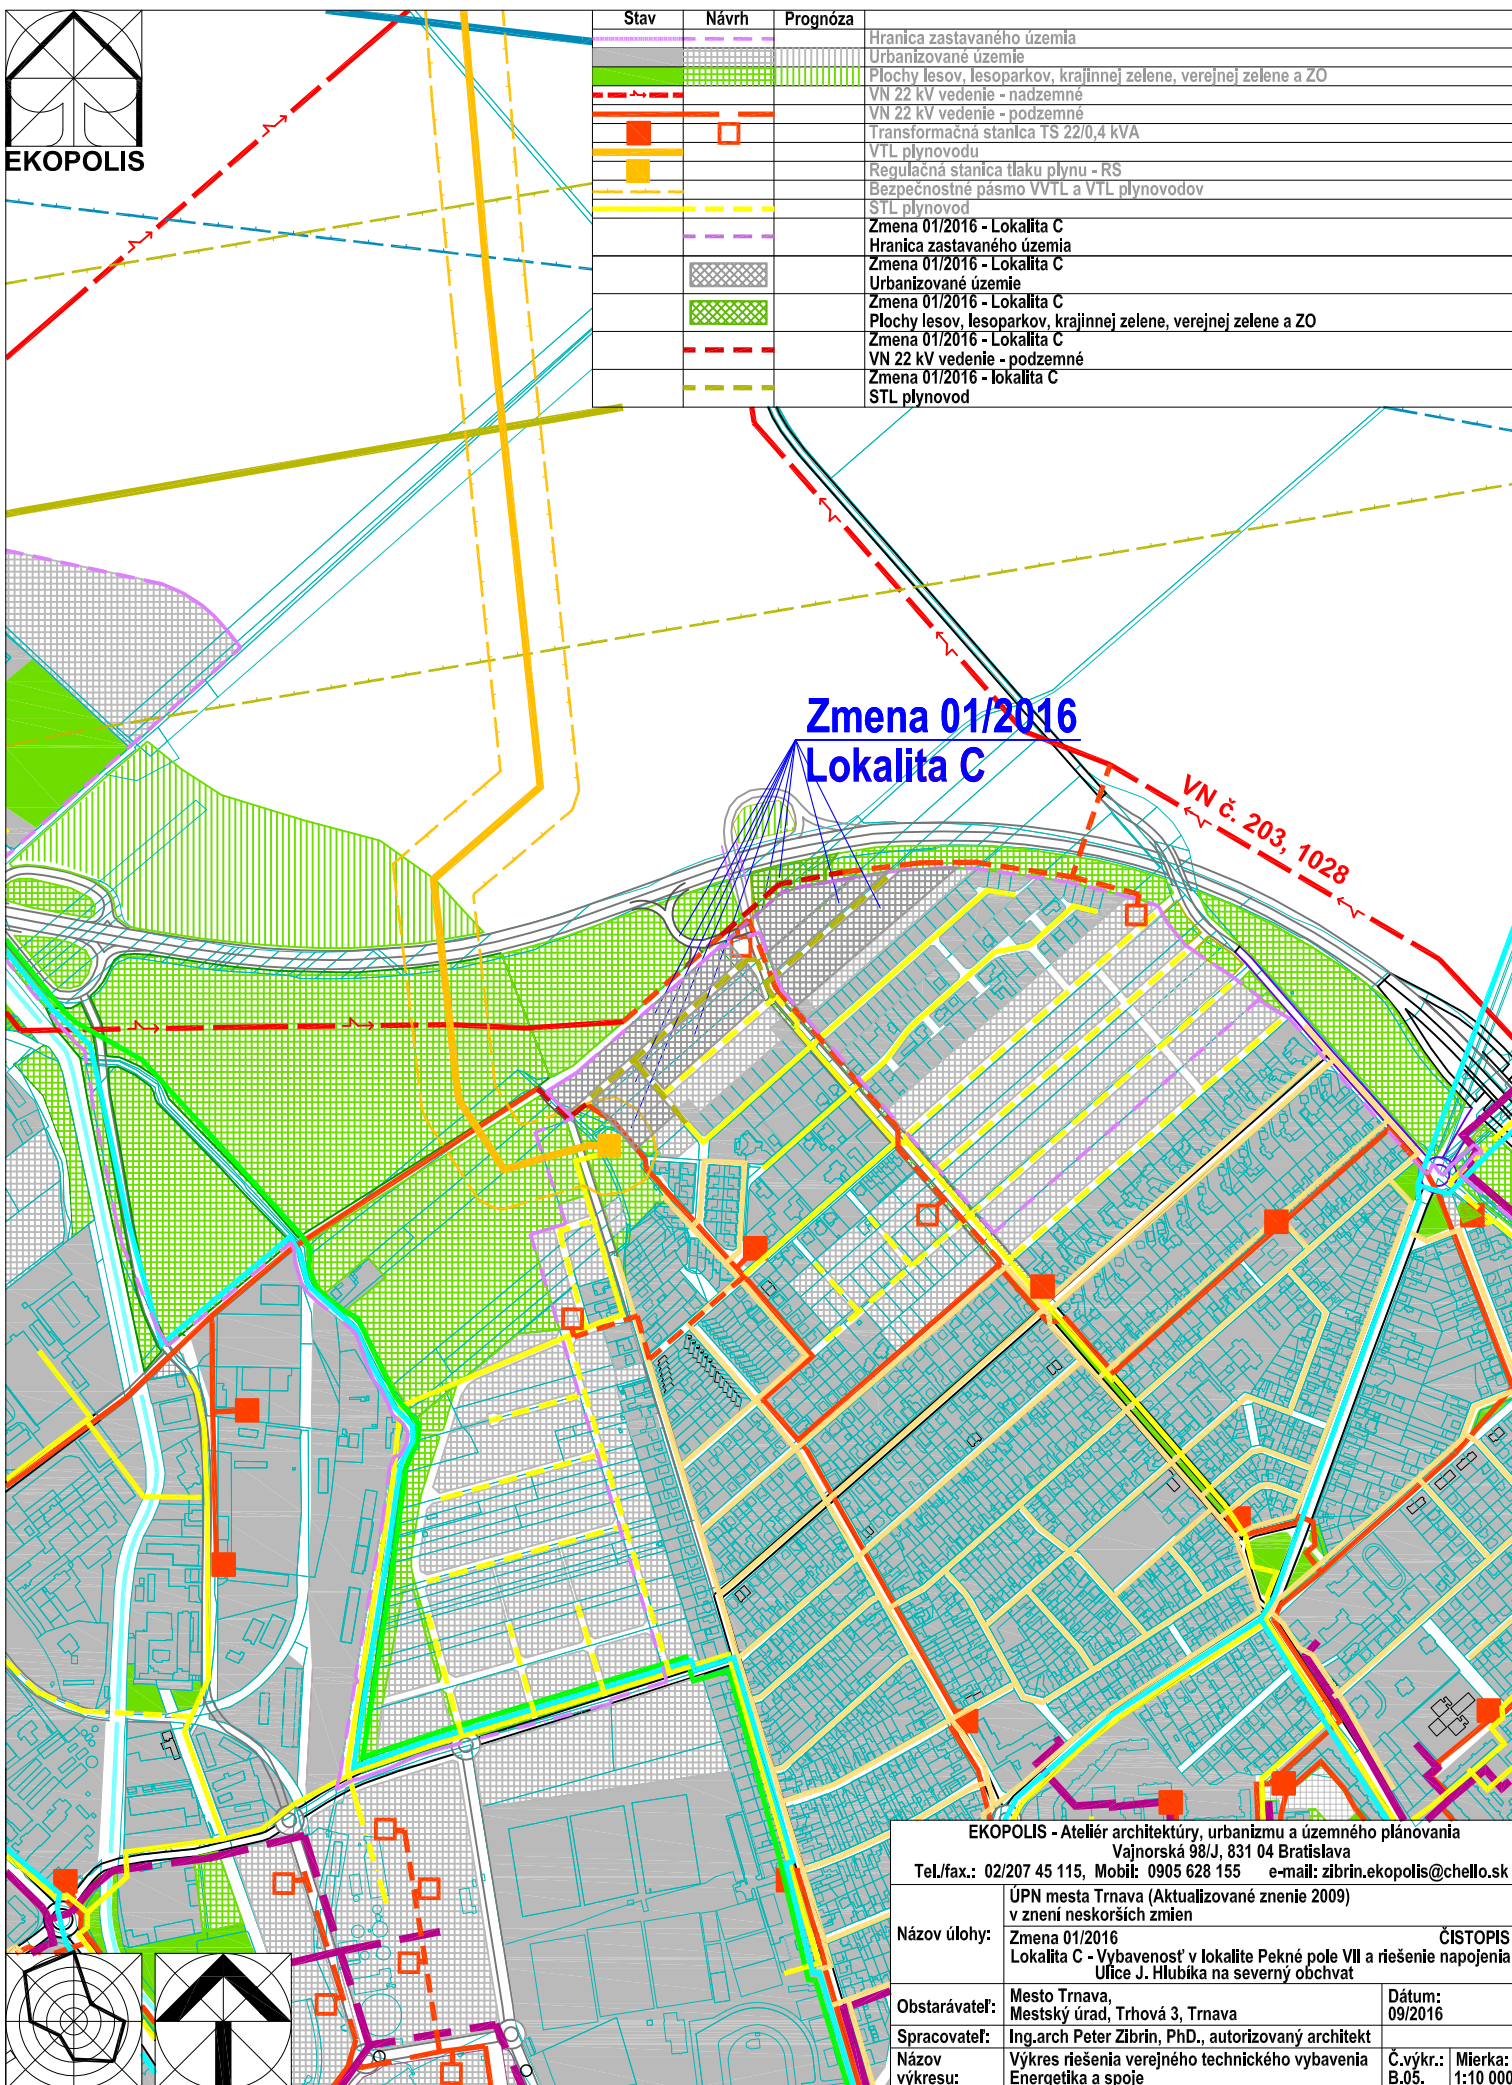 EKOPOLIS
Stav Návrh Prognóza
Hranica zastavaného územia
Urbanizované územie
Plochy lesov, lesoparkov, krajinnej zelene, verejnej zelene a ZO
VN 22 kV vedenie - nadzemné
VN 22 kV vedenie - podzemné
Transformačná stanica TS 22/0,4 kVA
VTL plynovodu
Regulačná stanica tlaku plynu - RS
Bezpečnostné pásmo VVTL a VTL plynovodov
STL plynovod
Zmena 01/2016 - Lokalita C
Hranica zastavaného územia
Zmena 01/2016 - Lokalita C
Urbanizované územie
Zmena 01/2016 - Lokalita C
Plochy lesov, lesoparkov, krajinnej zelene, verejnej zelene a ZO
Zmena 01/2016 - Lokalita C
VN 22 kV vedenie - podzemné
Zmena 01/2016 - lokalita C
STL plynovod
Zmena 01/2016
Lokalita C
VN č. 203, 1028
EKOPOLIS - Ateliér architektúry, urbanizmu a územného plánovania
Vajnorská 98/J, 831 04 Bratislava
Tel./fax.: 02/207 45 115, Mobil: 0905 628 155 e-mail: zibrin.ekopolis@chello.sk
Názov úlohy:
ÚPN mesta Trnava (Aktualizované znenie 2009)
v znení neskorších zmien
Zmena 01/2016 ČISTOPIS
Lokalita C - Vybavenosť v lokalite Pekné pole VII a riešenie napojenia
Ulice J. Hlubíka na severný obchvat
Obstarávateľ:
Mesto Trnava,
Mestský úrad, Trhová 3, Trnava
Dátum:
09/2016
Spracovateľ: Ing.arch Peter Zibrin, PhD., autorizovaný architekt
Názov
výkresu:
Výkres riešenia verejného technického vybavenia
Energetika a spoje
Č.výkr.:
B.05.
Mierka:
1:10 000